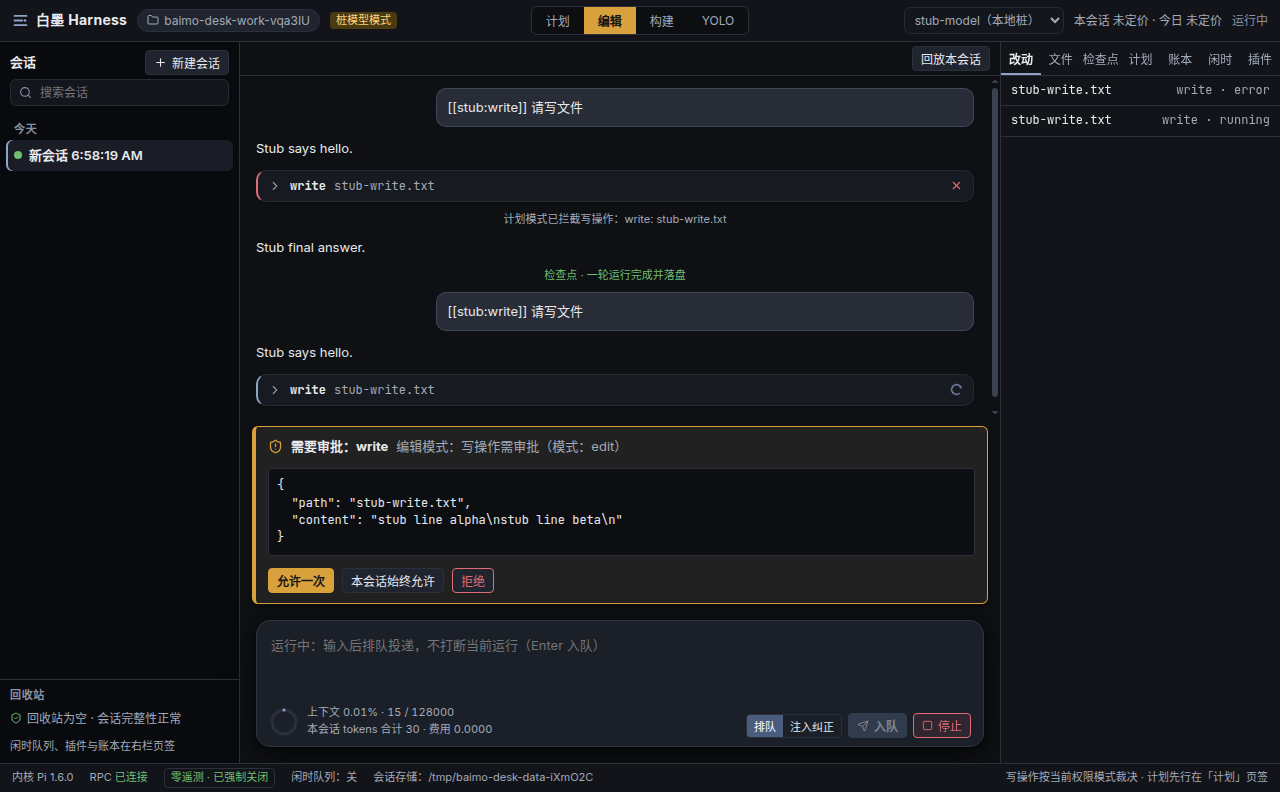 白墨 Harness
baimo-desk-work-vqa3IU
桩模型模式
计划 编辑 构建 YOLO
stub-model（本地桩）
本会话 未定价 · 今日 未定价
运行中
会话
新建会话
搜索会话
今天
新会话 6:58:19 AM
回收站
回收站为空 · 会话完整性正常
闲时队列、插件与账本在右栏页签
回放本会话
[[stub:write]] 请写文件
Stub says hello.
write stub-write.txt
计划模式已拦截写操作：write: stub-write.txt
Stub final answer.
检查点 · 一轮运行完成并落盘
[[stub:write]] 请写文件
Stub says hello.
write stub-write.txt
需要审批：write 编辑模式：写操作需审批（模式：edit）
{
"path": "stub-write.txt",
"content": "stub line alpha\nstub line beta\n"
}
允许一次 本会话始终允许 拒绝
运行中：输入后排队投递，不打断当前运行（Enter 入队）
上下文 0.01% · 15 / 128000
本会话 tokens 合计 30 · 费用 0.0000
排队 注入纠正 入队 停止
改动 文件 检查点 计划 账本 闲时 插件
stub-write.txt write · error
stub-write.txt write · running
内核 Pi 1.6.0 RPC 已连接 零遥测 · 已强制关闭 闲时队列：关 会话存储：/tmp/baimo-desk-data-iXmO2C
写操作按当前权限模式裁决 · 计划先行在「计划」页签